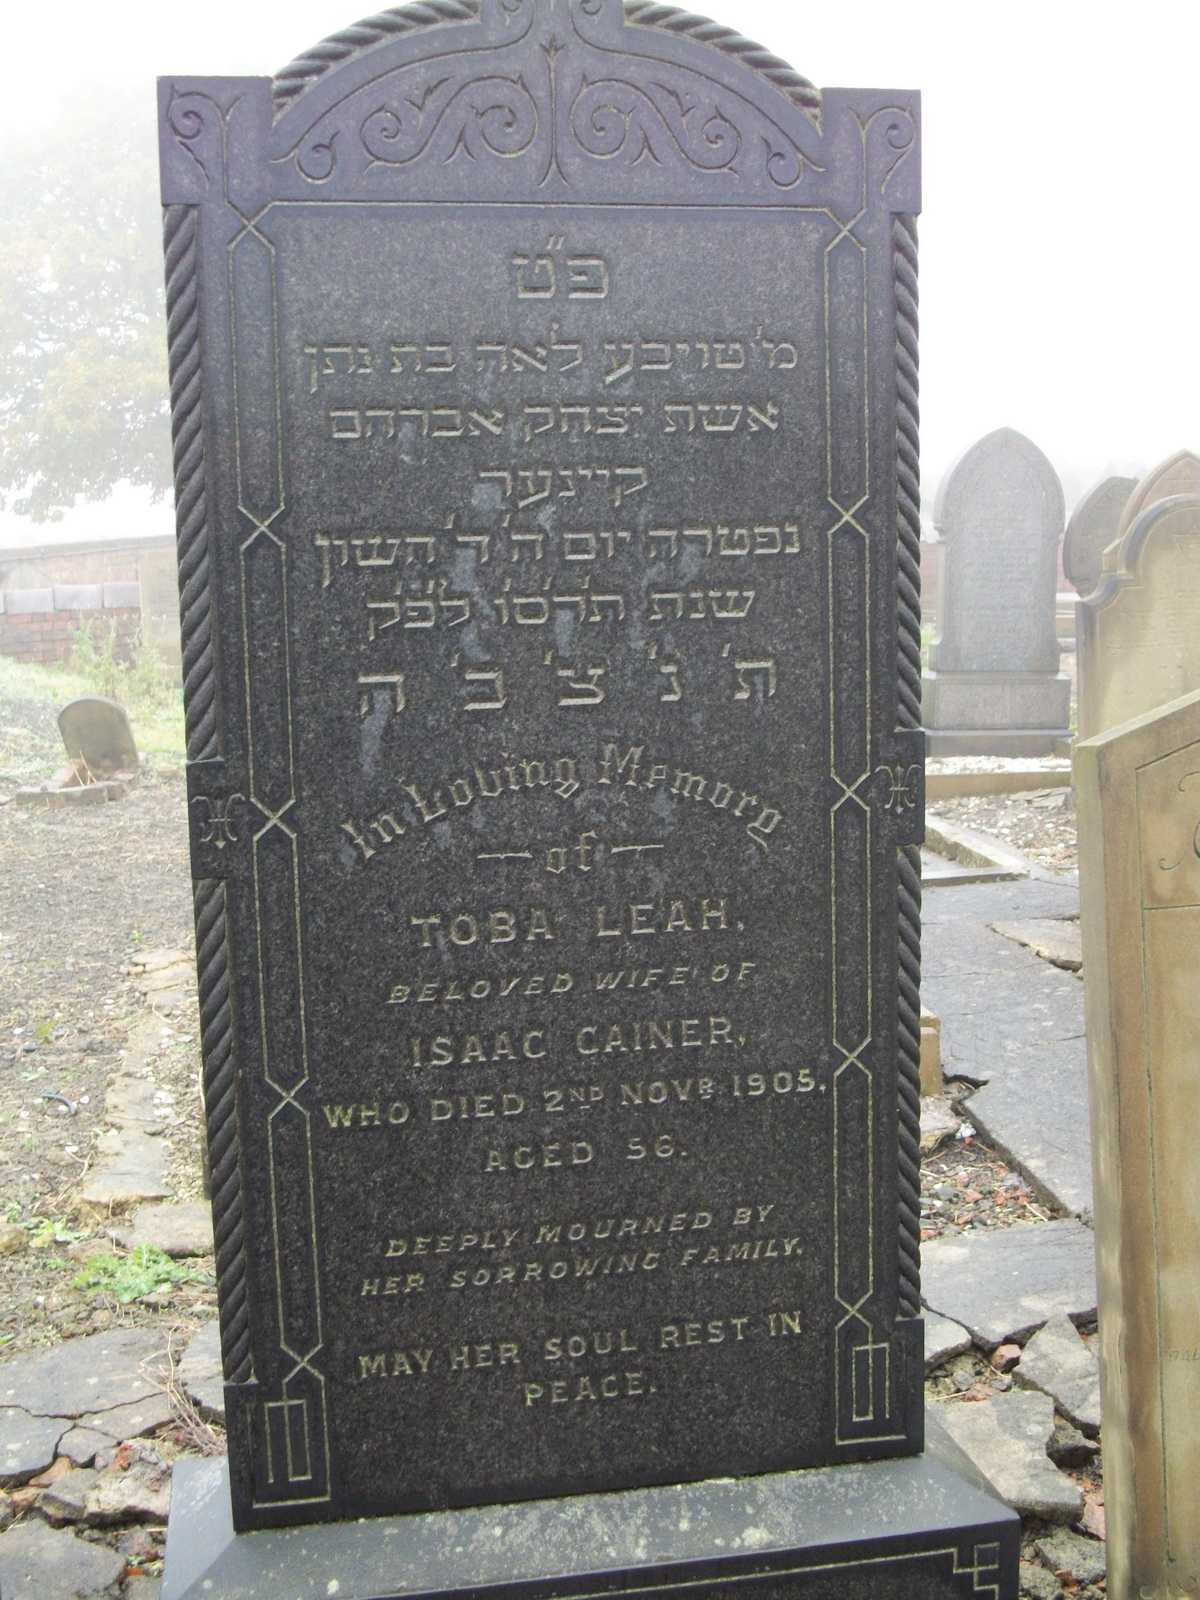 פ"ט
מ' טויבע לאה בת נתן
אשת יצחק אברהם
קיינער
נפטרה יום ה' ד' חשון
שנת תרס"ו לפ"ק
ת' נ' צ' ב' ה
In Loving Memory
— of —
TOBA LEAH.
BELOVED WIFE OF
ISAAC CAINER,
WHO DIED 2ND NOVR 1905,
AGED 56.
DEEPLY MOURNED BY
HER SORROWING FAMILY.
MAY HER SOUL REST IN
PEACE.